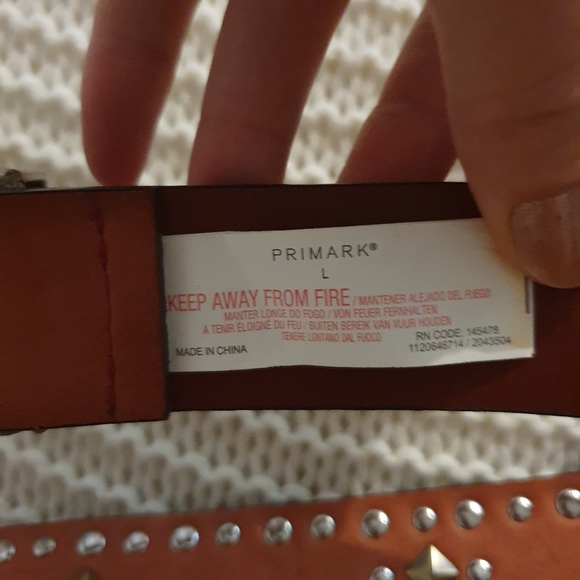 PRIMARK®
L
KEEP AWAY FROM FIRE / MANTENER ALEJADO DEL FUEGO
MANTER LONGE DO FOGO / VON FEUER FERNHALTEN
A TENIR ÉLOIGNÉ DU FEU / BUITEN BEREIK VAN VUUR HOUDEN
TENERE LONTANO DAL FUOCO
RN CODE: 145478
MADE IN CHINA
1120646714 / 2043504